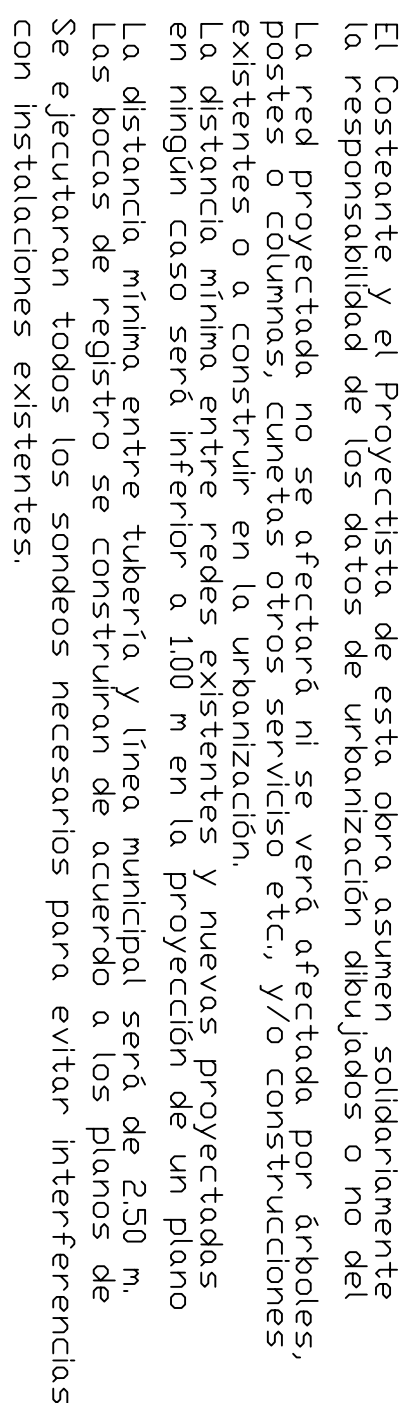 El Costeante y el Proyectista de esta obra asumen solidariamente
la responsabilidad de los datos de urbanización dibujados o no del
La red proyectada no se afectará ni se verá afectada por árboles,
postes o columnas, cunetas otros serviciso etc., y/o construcciones
existentes o a construir en la urbanización.
La distancia mínima entre redes existentes y nuevas proyectadas
en ningún caso será inferior a 1.00 m en la proyección de un plano
La distancia mínima entre tubería y línea municipal será de 2.50 m.
Las bocas de registro se construiran de acuerdo a los planos de
Se ejecutaran todos los sondeos necesarios para evitar interferencias
con instalaciones existentes.